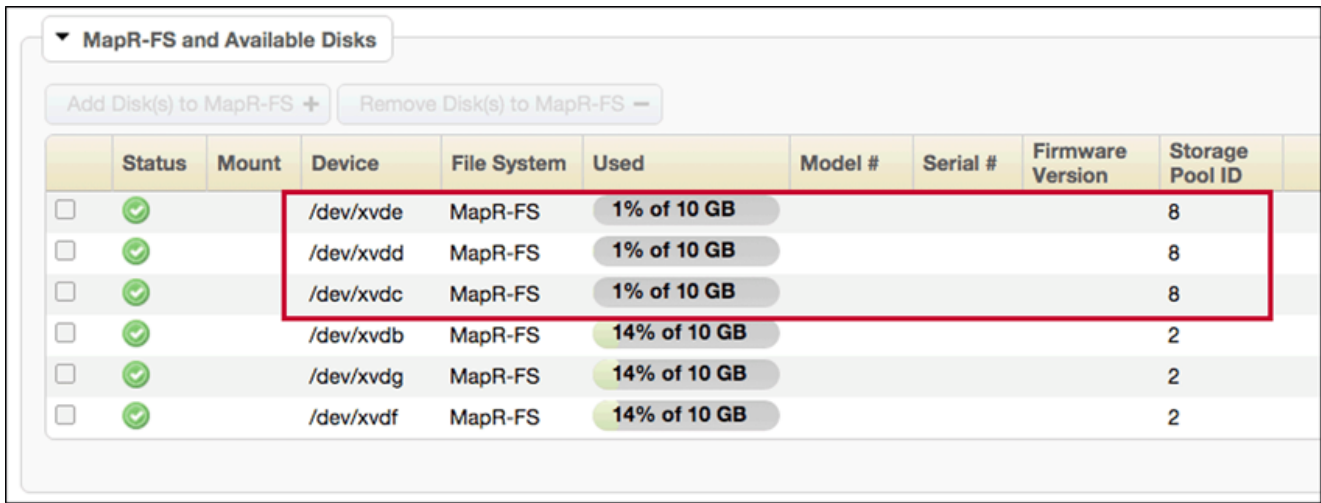 MapR-FS and Available Disks
Add Disk(s) to MapR-FS + Remove Disk(s) to MapR-FS −
Status Mount Device File System Used Model # Serial # Firmware Version Storage Pool ID
/dev/xvde MapR-FS 1% of 10 GB 8
/dev/xvdd MapR-FS 1% of 10 GB 8
/dev/xvdc MapR-FS 1% of 10 GB 8
/dev/xvdb MapR-FS 14% of 10 GB 2
/dev/xvdg MapR-FS 14% of 10 GB 2
/dev/xvdf MapR-FS 14% of 10 GB 2